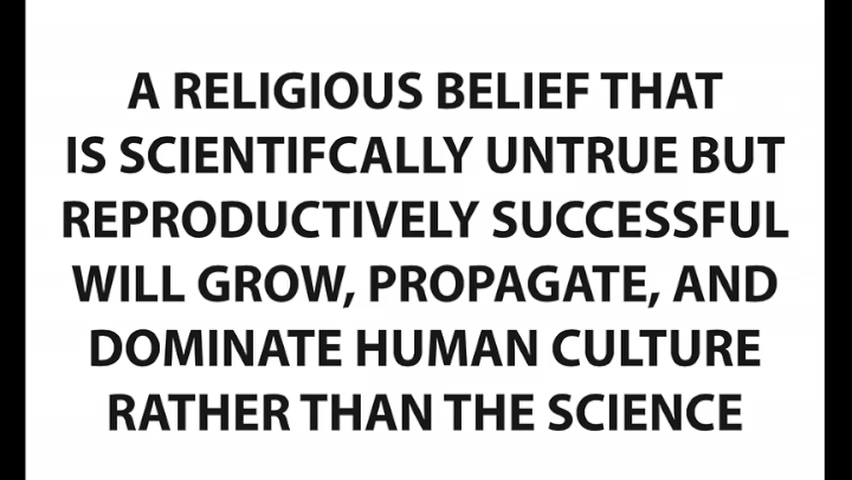 A RELIGIOUS BELIEF THAT
IS SCIENTIFCALLY UNTRUE BUT
REPRODUCTIVELY SUCCESSFUL
WILL GROW, PROPAGATE, AND
DOMINATE HUMAN CULTURE
RATHER THAN THE SCIENCE